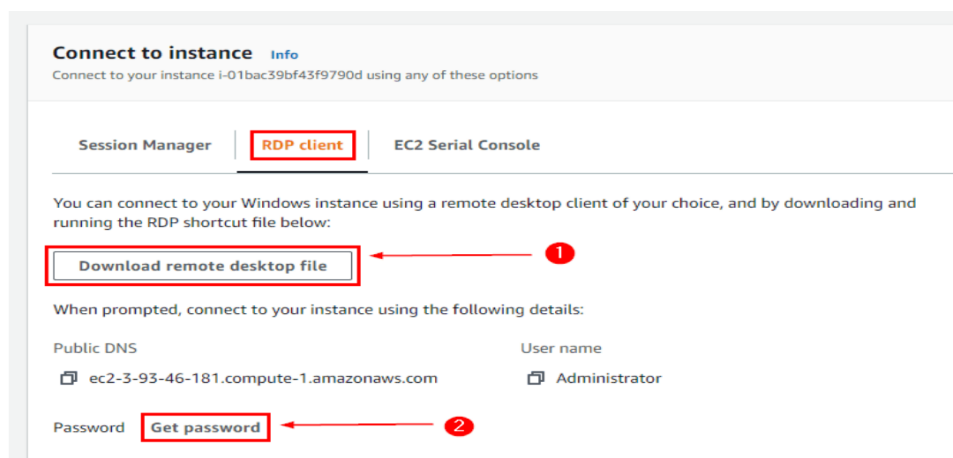 Connect to instance Info
Connect to your instance i-01bac39bf43f9790d using any of these options
Session Manager RDP client EC2 Serial Console
You can connect to your Windows instance using a remote desktop client of your choice, and by downloading and
running the RDP shortcut file below:
Download remote desktop file 1
When prompted, connect to your instance using the following details:
Public DNS User name
ec2-3-93-46-181.compute-1.amazonaws.com Administrator
Password Get password 2